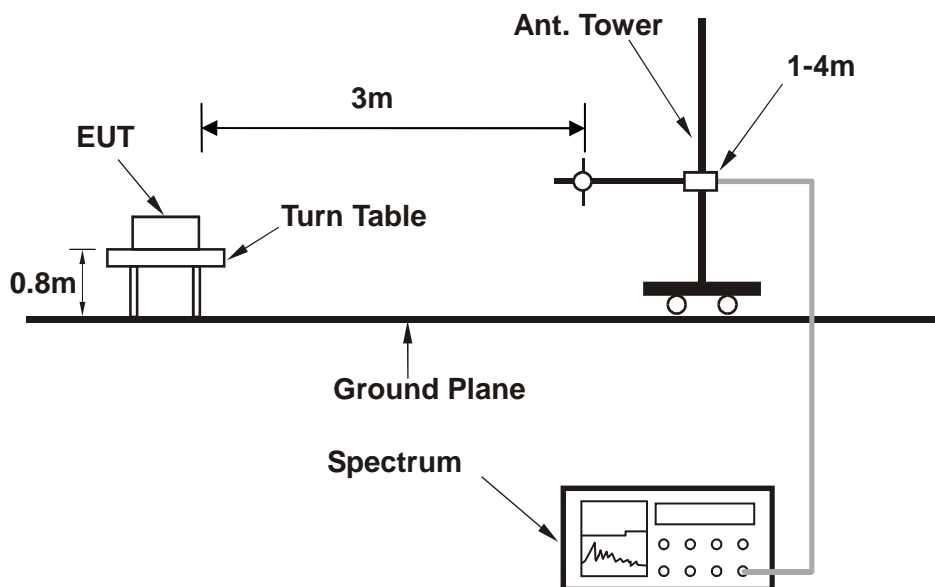 Ant. Tower
1-4m
3m
EUT
Turn Table
0.8m
Ground Plane
Spectrum